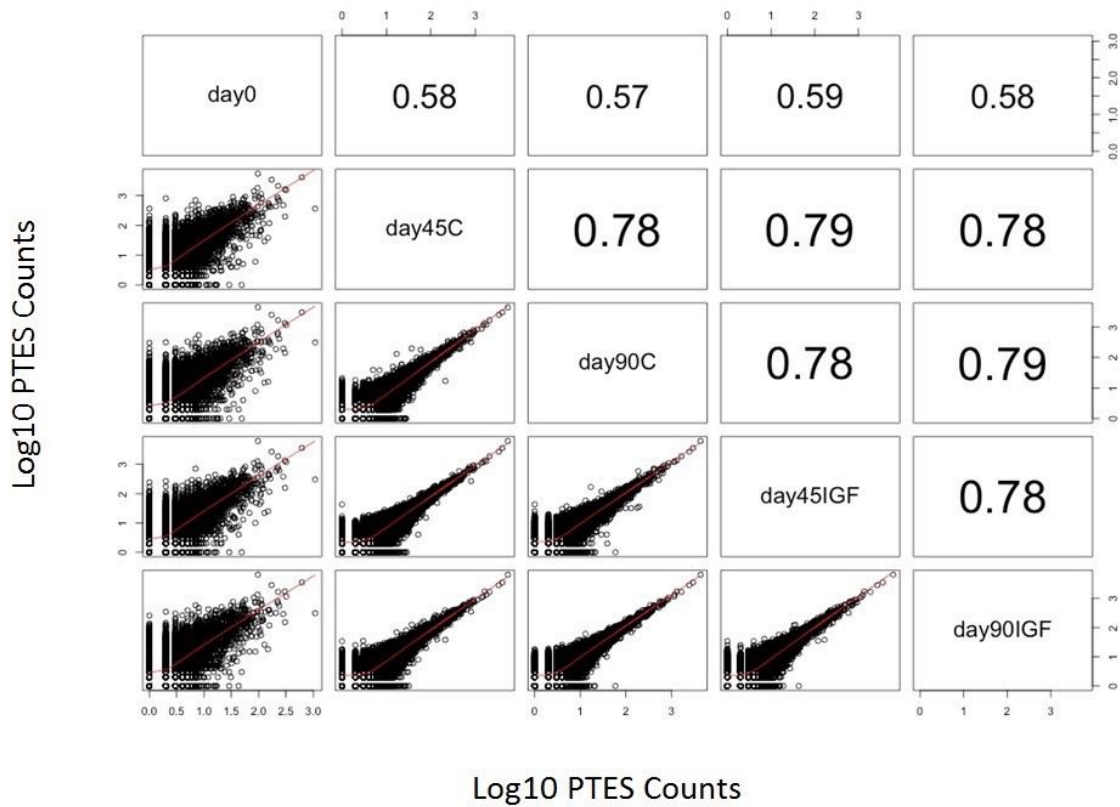 0 1 2 3 0 1 2 3
day0 0.58 0.57 0.59 0.58 0.0 1.0 2.0 3.0
0 1 2 3 day45C 0.78 0.79 0.78
day90C 0.78 0.79 0 1 2 3
0 1 2 3 day45IGF 0.78
day90IGF 0 1 2 3
0.0 0.5 1.0 1.5 2.0 2.5 3.0 0 1 2 3 0 1 2 3
Log10 PTES Counts
Log10 PTES Counts